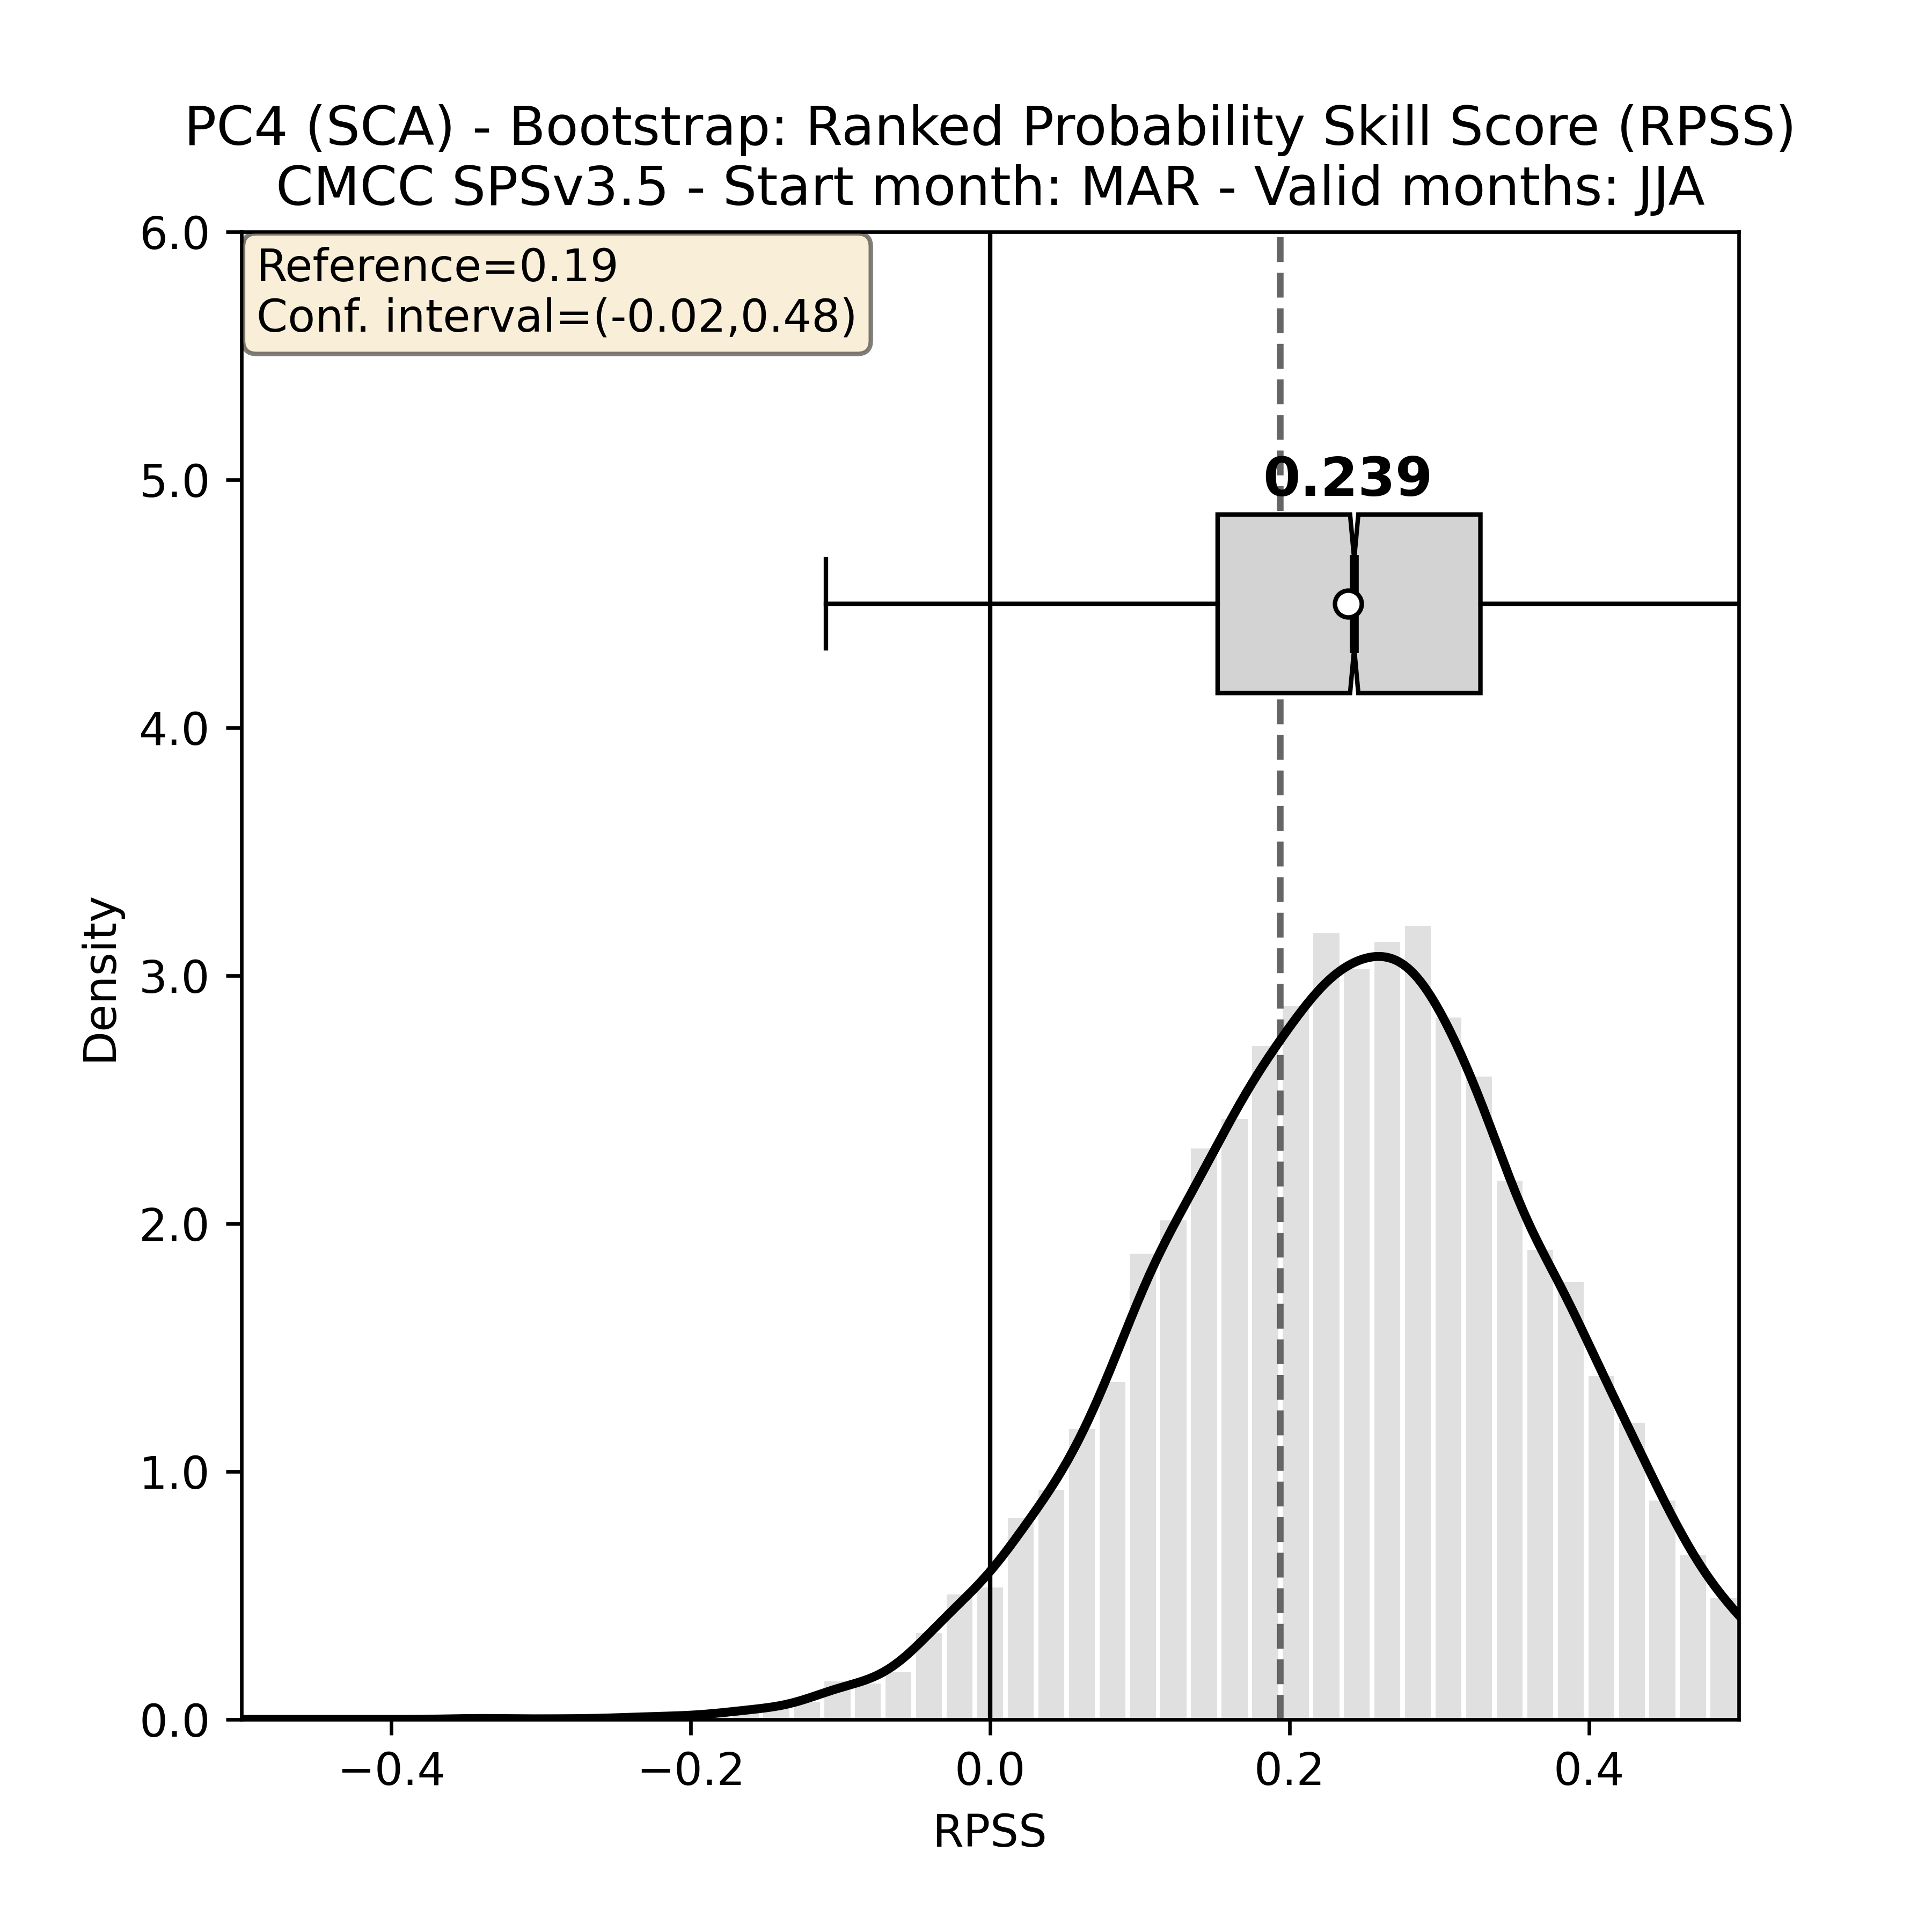 PC4 (SCA) - Bootstrap: Ranked Probability Skill Score (RPSS)
CMCC SPSv3.5 - Start month: MAR - Valid months: JJA
Reference=0.19
Conf. interval=(-0.02,0.48)
0.239
6.0
5.0
4.0
3.0
2.0
1.0
0.0
Density
−0.4 −0.2 0.0 0.2 0.4
RPSS